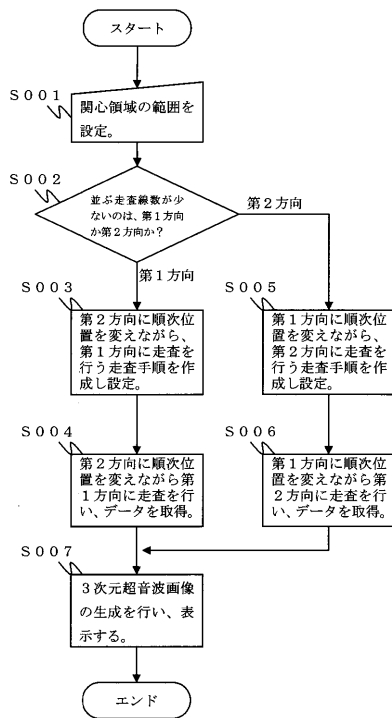 スタート
S001
関心領域の範囲を
設定。
S002
並ぶ走査線数が少
ないのは、第1方向
か第2方向か?
第2方向
第1方向
S003
第2方向に順次位
置を変えながら、
第1方向に走査を
行う走査手順を作
成し設定。
S005
第1方向に順次位
置を変えながら、
第2方向に走査を
行う走査手順を作
成し設定。
S004
第2方向に順次位
置を変えながら第
1方向に走査を行
い、データを取得。
S006
第1方向に順次位
置を変えながら第
2方向に走査を行
い、データを取得。
S007
3次元超音波画像
の生成を行い、表
示する。
エンド